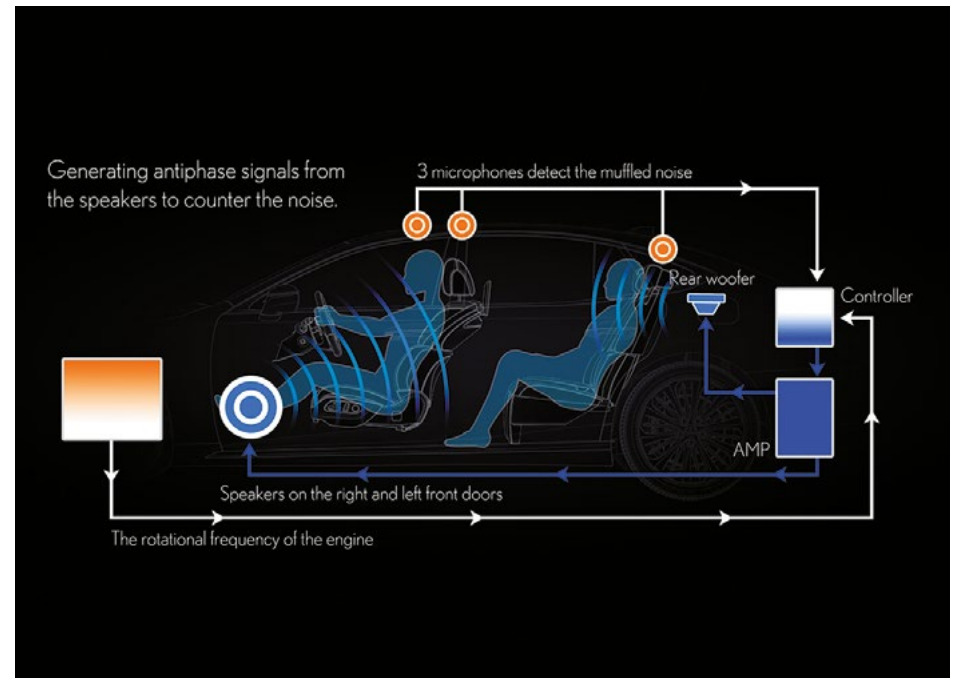 Generating antiphase signals from
the speakers to counter the noise.
3 microphones detect the muffled noise
Rear woofer
Controller
AMP
Speakers on the right and left front doors
The rotational frequency of the engine